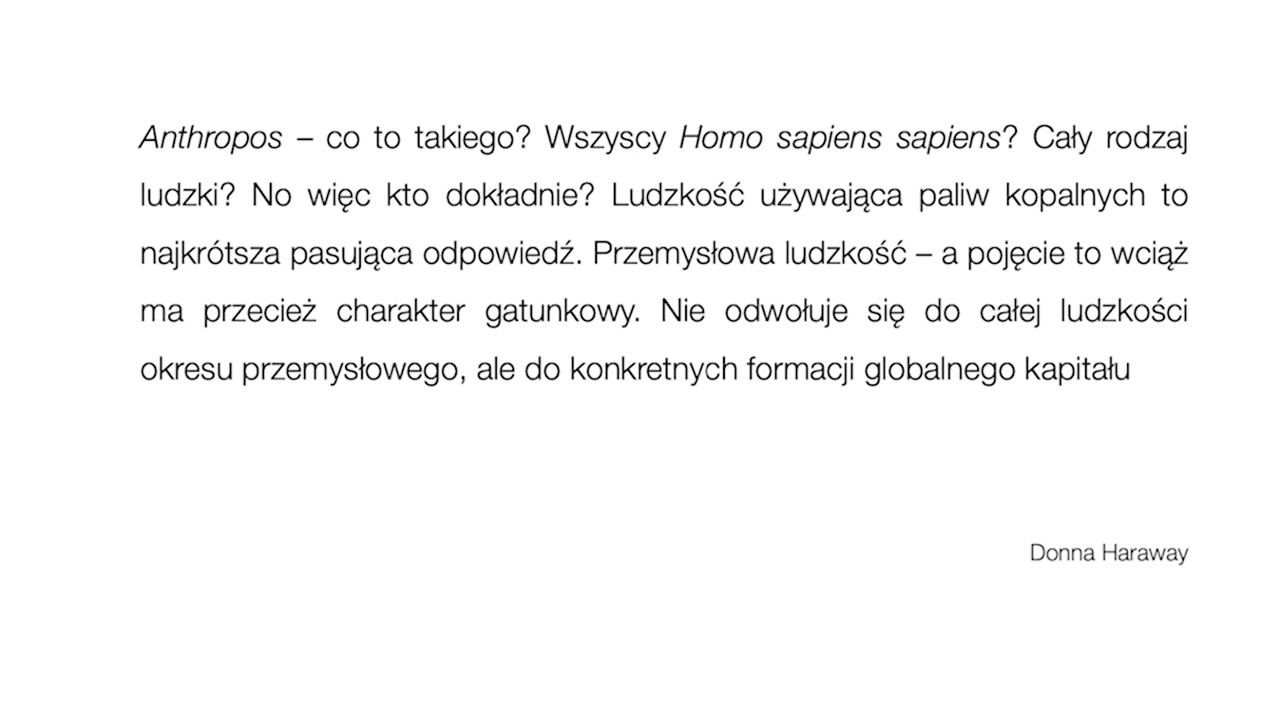 Anthropos – co to takiego? Wszyscy Homo sapiens sapiens? Cały rodzaj
ludzki? No więc kto dokładnie? Ludzkość używająca paliw kopalnych to
najkrótsza pasująca odpowiedź. Przemysłowa ludzkość – a pojęcie to wciąż
ma przecież charakter gatunkowy. Nie odwołuje się do całej ludzkości
okresu przemysłowego, ale do konkretnych formacji globalnego kapitału
Donna Haraway